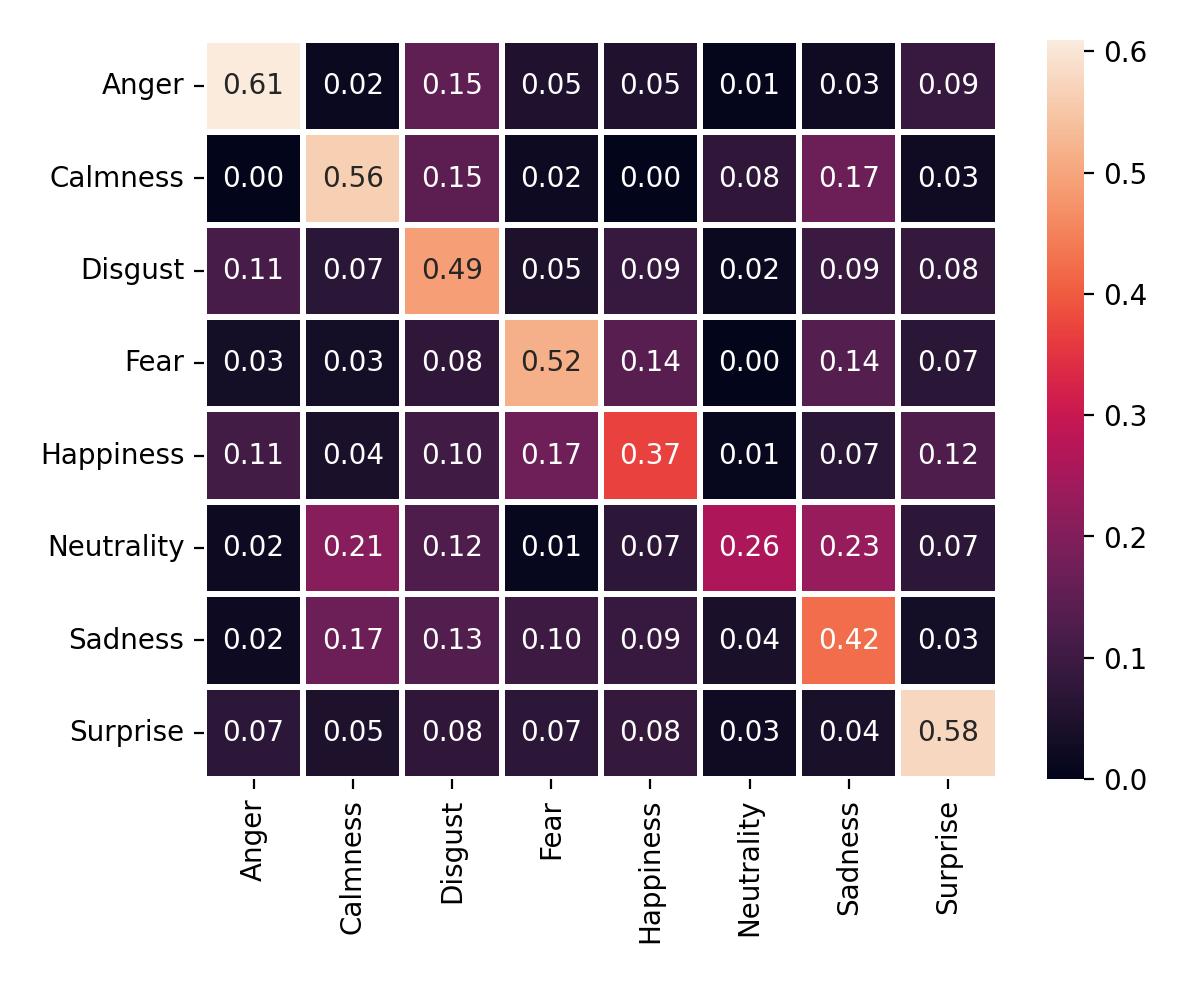 Anger 0.61 0.02 0.15 0.05 0.05 0.01 0.03 0.09
Calmness 0.00 0.56 0.15 0.02 0.00 0.08 0.17 0.03
Disgust 0.11 0.07 0.49 0.05 0.09 0.02 0.09 0.08
Fear 0.03 0.03 0.08 0.52 0.14 0.00 0.14 0.07
Happiness 0.11 0.04 0.10 0.17 0.37 0.01 0.07 0.12
Neutrality 0.02 0.21 0.12 0.01 0.07 0.26 0.23 0.07
Sadness 0.02 0.17 0.13 0.10 0.09 0.04 0.42 0.03
Surprise 0.07 0.05 0.08 0.07 0.08 0.03 0.04 0.58
Anger
Calmness
Disgust
Fear
Happiness
Neutrality
Sadness
Surprise
0.6
0.5
0.4
0.3
0.2
0.1
0.0